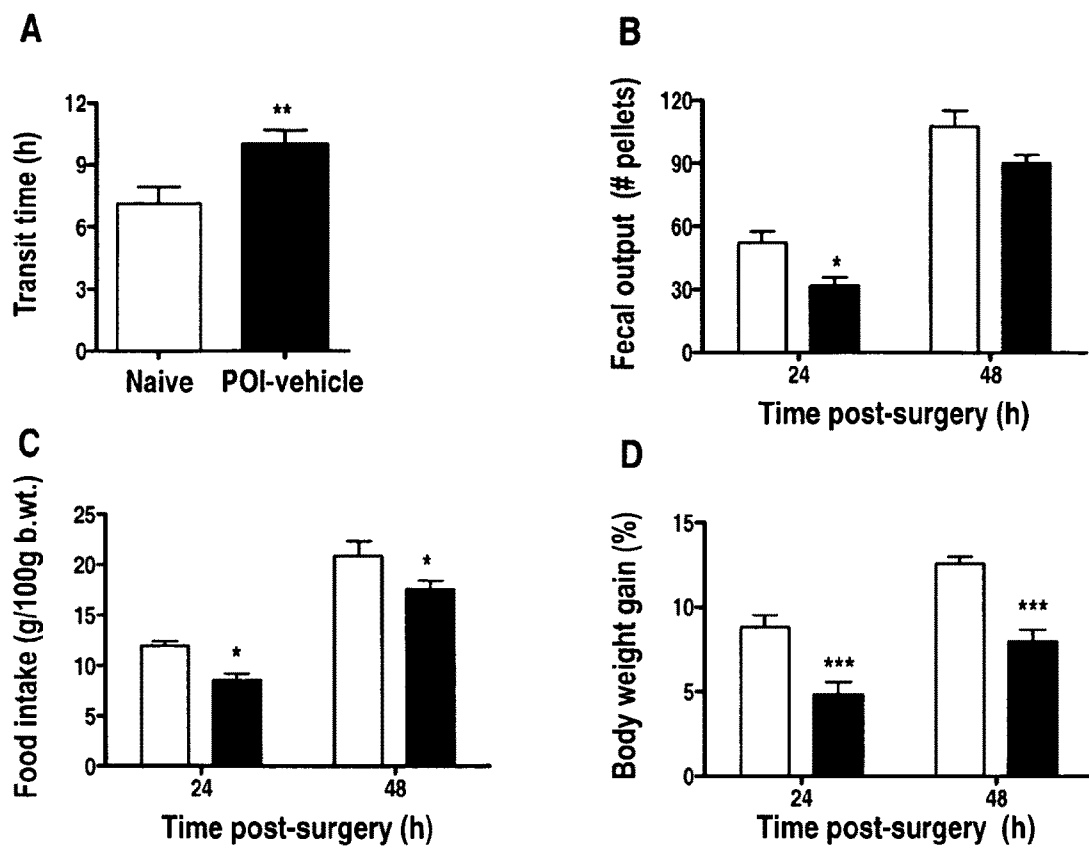 A
Transit time (h)
12
9
6
3
0
**
Naive POI-vehicle
B
Fecal output (# pellets)
120
90
60
30
0
*
24 48
Time post-surgery (h)
C
Food intake (g/100g b.wt.)
25
20
15
10
5
0
*
*
24 48
Time post-surgery (h)
D
Body weight gain (%)
15
10
5
0
***
***
24 48
Time post-surgery (h)